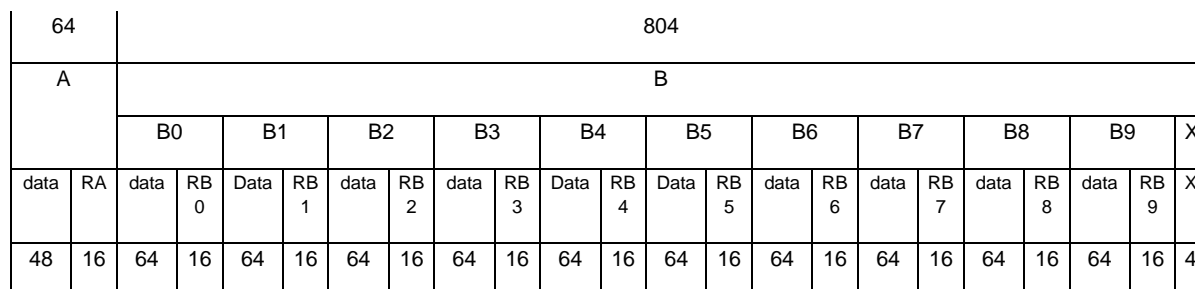 64 804
A B
B0 B1 B2 B3 B4 B5 B6 B7 B8 B9 X
data RA data RB Data RB data RB data RB Data RB Data RB data RB data RB data RB data RB X
0 1 2 3 4 5 6 7 8 9
48 16 64 16 64 16 64 16 64 16 64 16 64 16 64 16 64 16 64 16 64 16 4